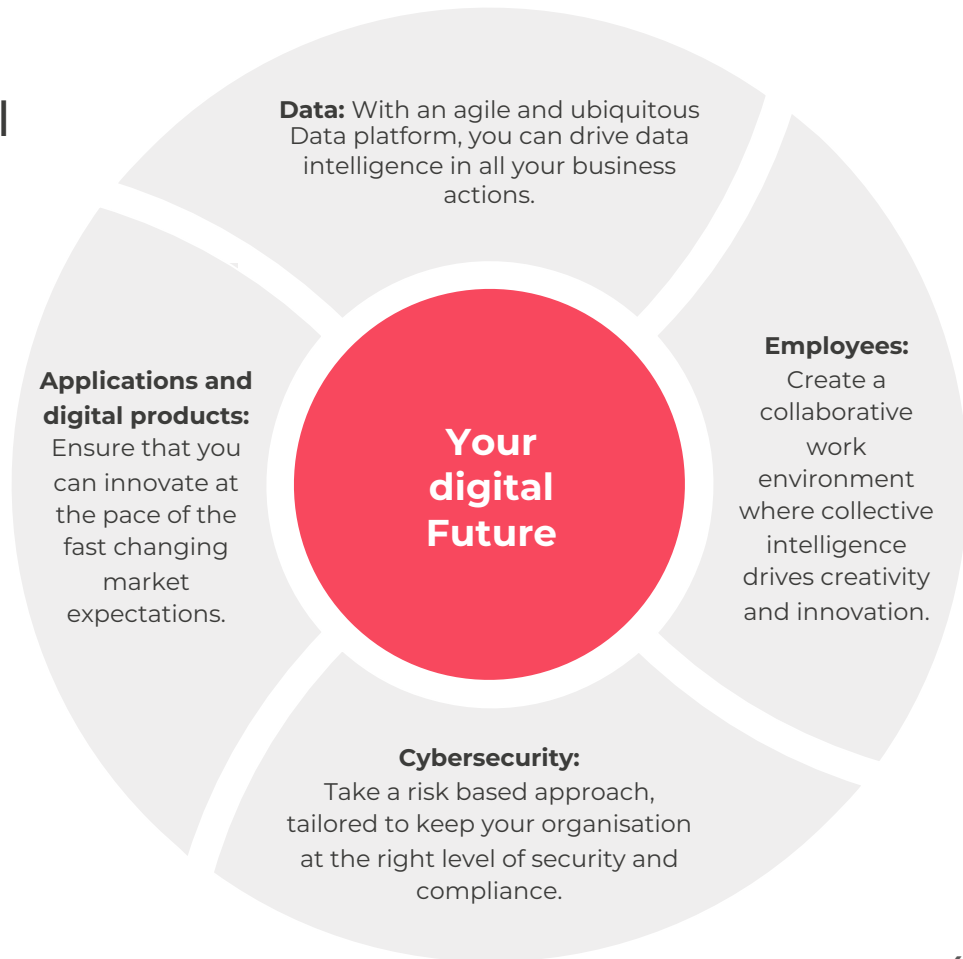 Data: With an agile and ubiquitous
Data platform, you can drive data
intelligence in all your business
actions.
Employees:
Create a
collaborative
work
environment
where collective
intelligence
drives creativity
and innovation.
Applications and
digital products:
Ensure that you
can innovate at
the pace of the
fast changing
market
expectations.
Your
digital
Future
Cybersecurity:
Take a risk based approach,
tailored to keep your organisation
at the right level of security and
compliance.